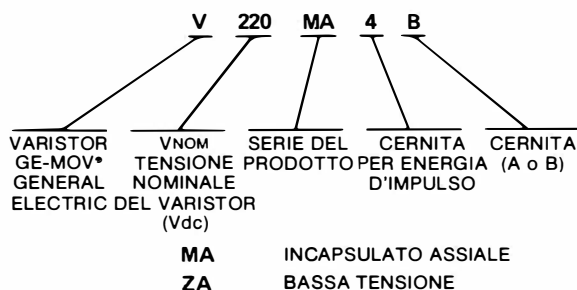 V 220 MA 4 B
VARISTOR GE-MOV® GENERAL ELECTRIC
VNOM TENSIONE NOMINALE DEL VARISTOR (Vdc)
SERIE DEL PRODOTTO
CERNITA PER ENERGIA D'IMPULSO
CERNITA (A o B)
MA INCAPSULATO ASSIALE
ZA BASSA TENSIONE